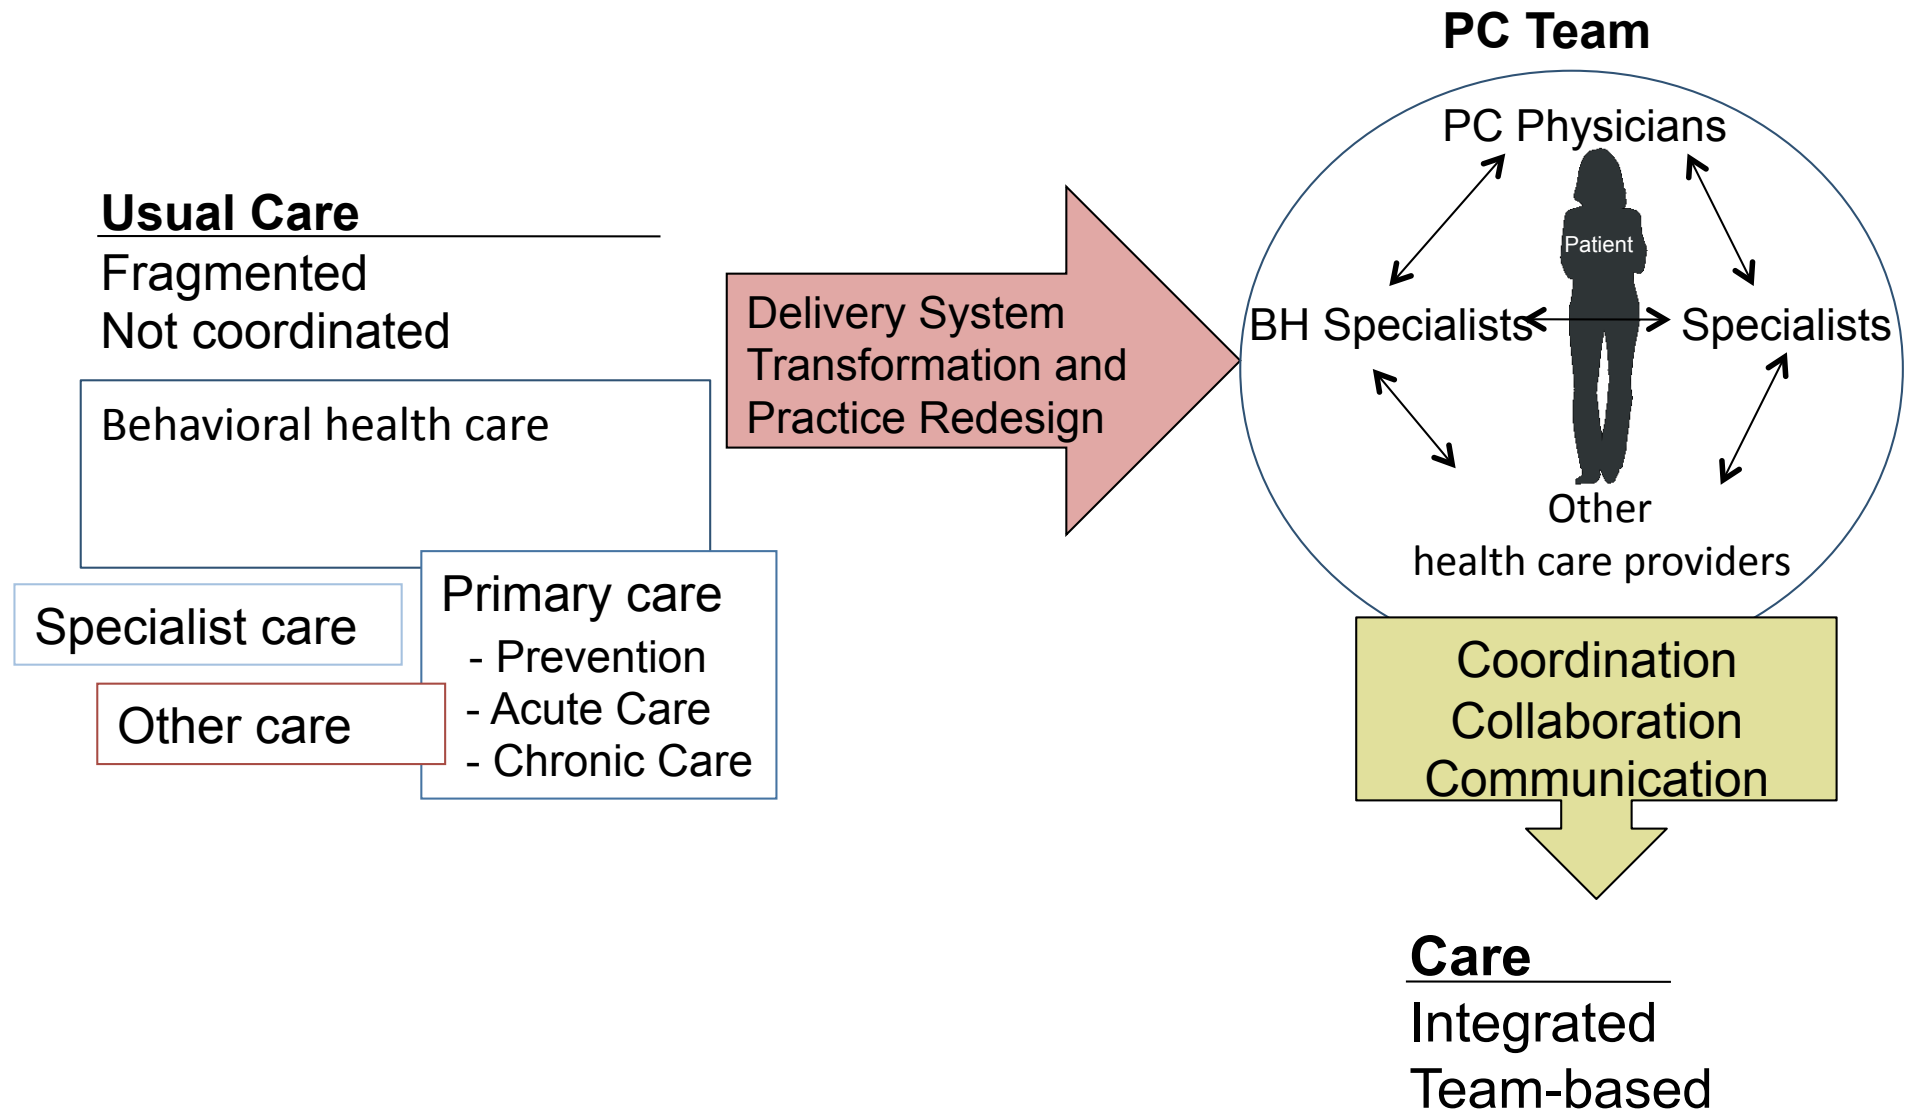 Usual Care
Fragmented
Not coordinated
Behavioral health care
Specialist care
Other care
Primary care
- Prevention
- Acute Care
- Chronic Care
Delivery System
Transformation and
Practice Redesign
PC Team
PC Physicians
Patient
BH Specialists
Specialists
Other
health care providers
Coordination
Collaboration
Communication
Care
Integrated
Team-based